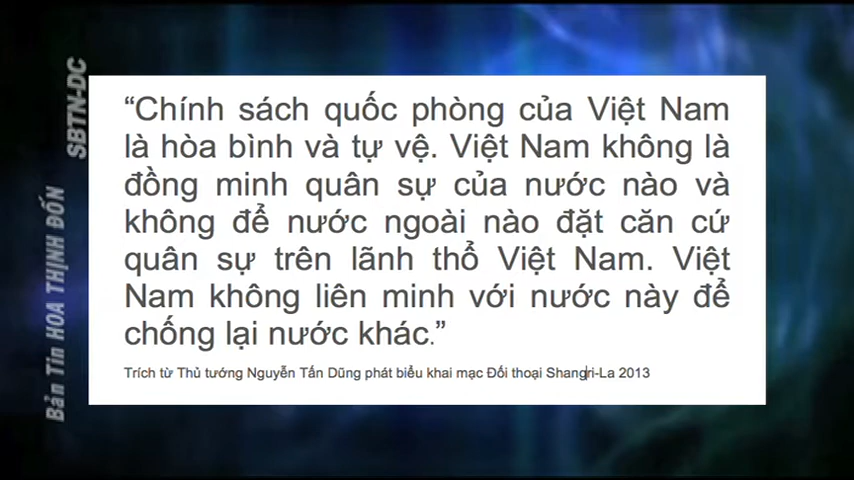 SBTN-DC
Bản Tin HOA THỊNH ĐỐN
“Chính sách quốc phòng của Việt Nam
là hòa bình và tự vệ. Việt Nam không là
đồng minh quân sự của nước nào và
không để nước ngoài nào đặt căn cứ
quân sự trên lãnh thổ Việt Nam. Việt
Nam không liên minh với nước này để
chống lại nước khác.”
Trích từ Thủ tướng Nguyễn Tấn Dũng phát biểu khai mạc Đối thoại Shangri-La 2013